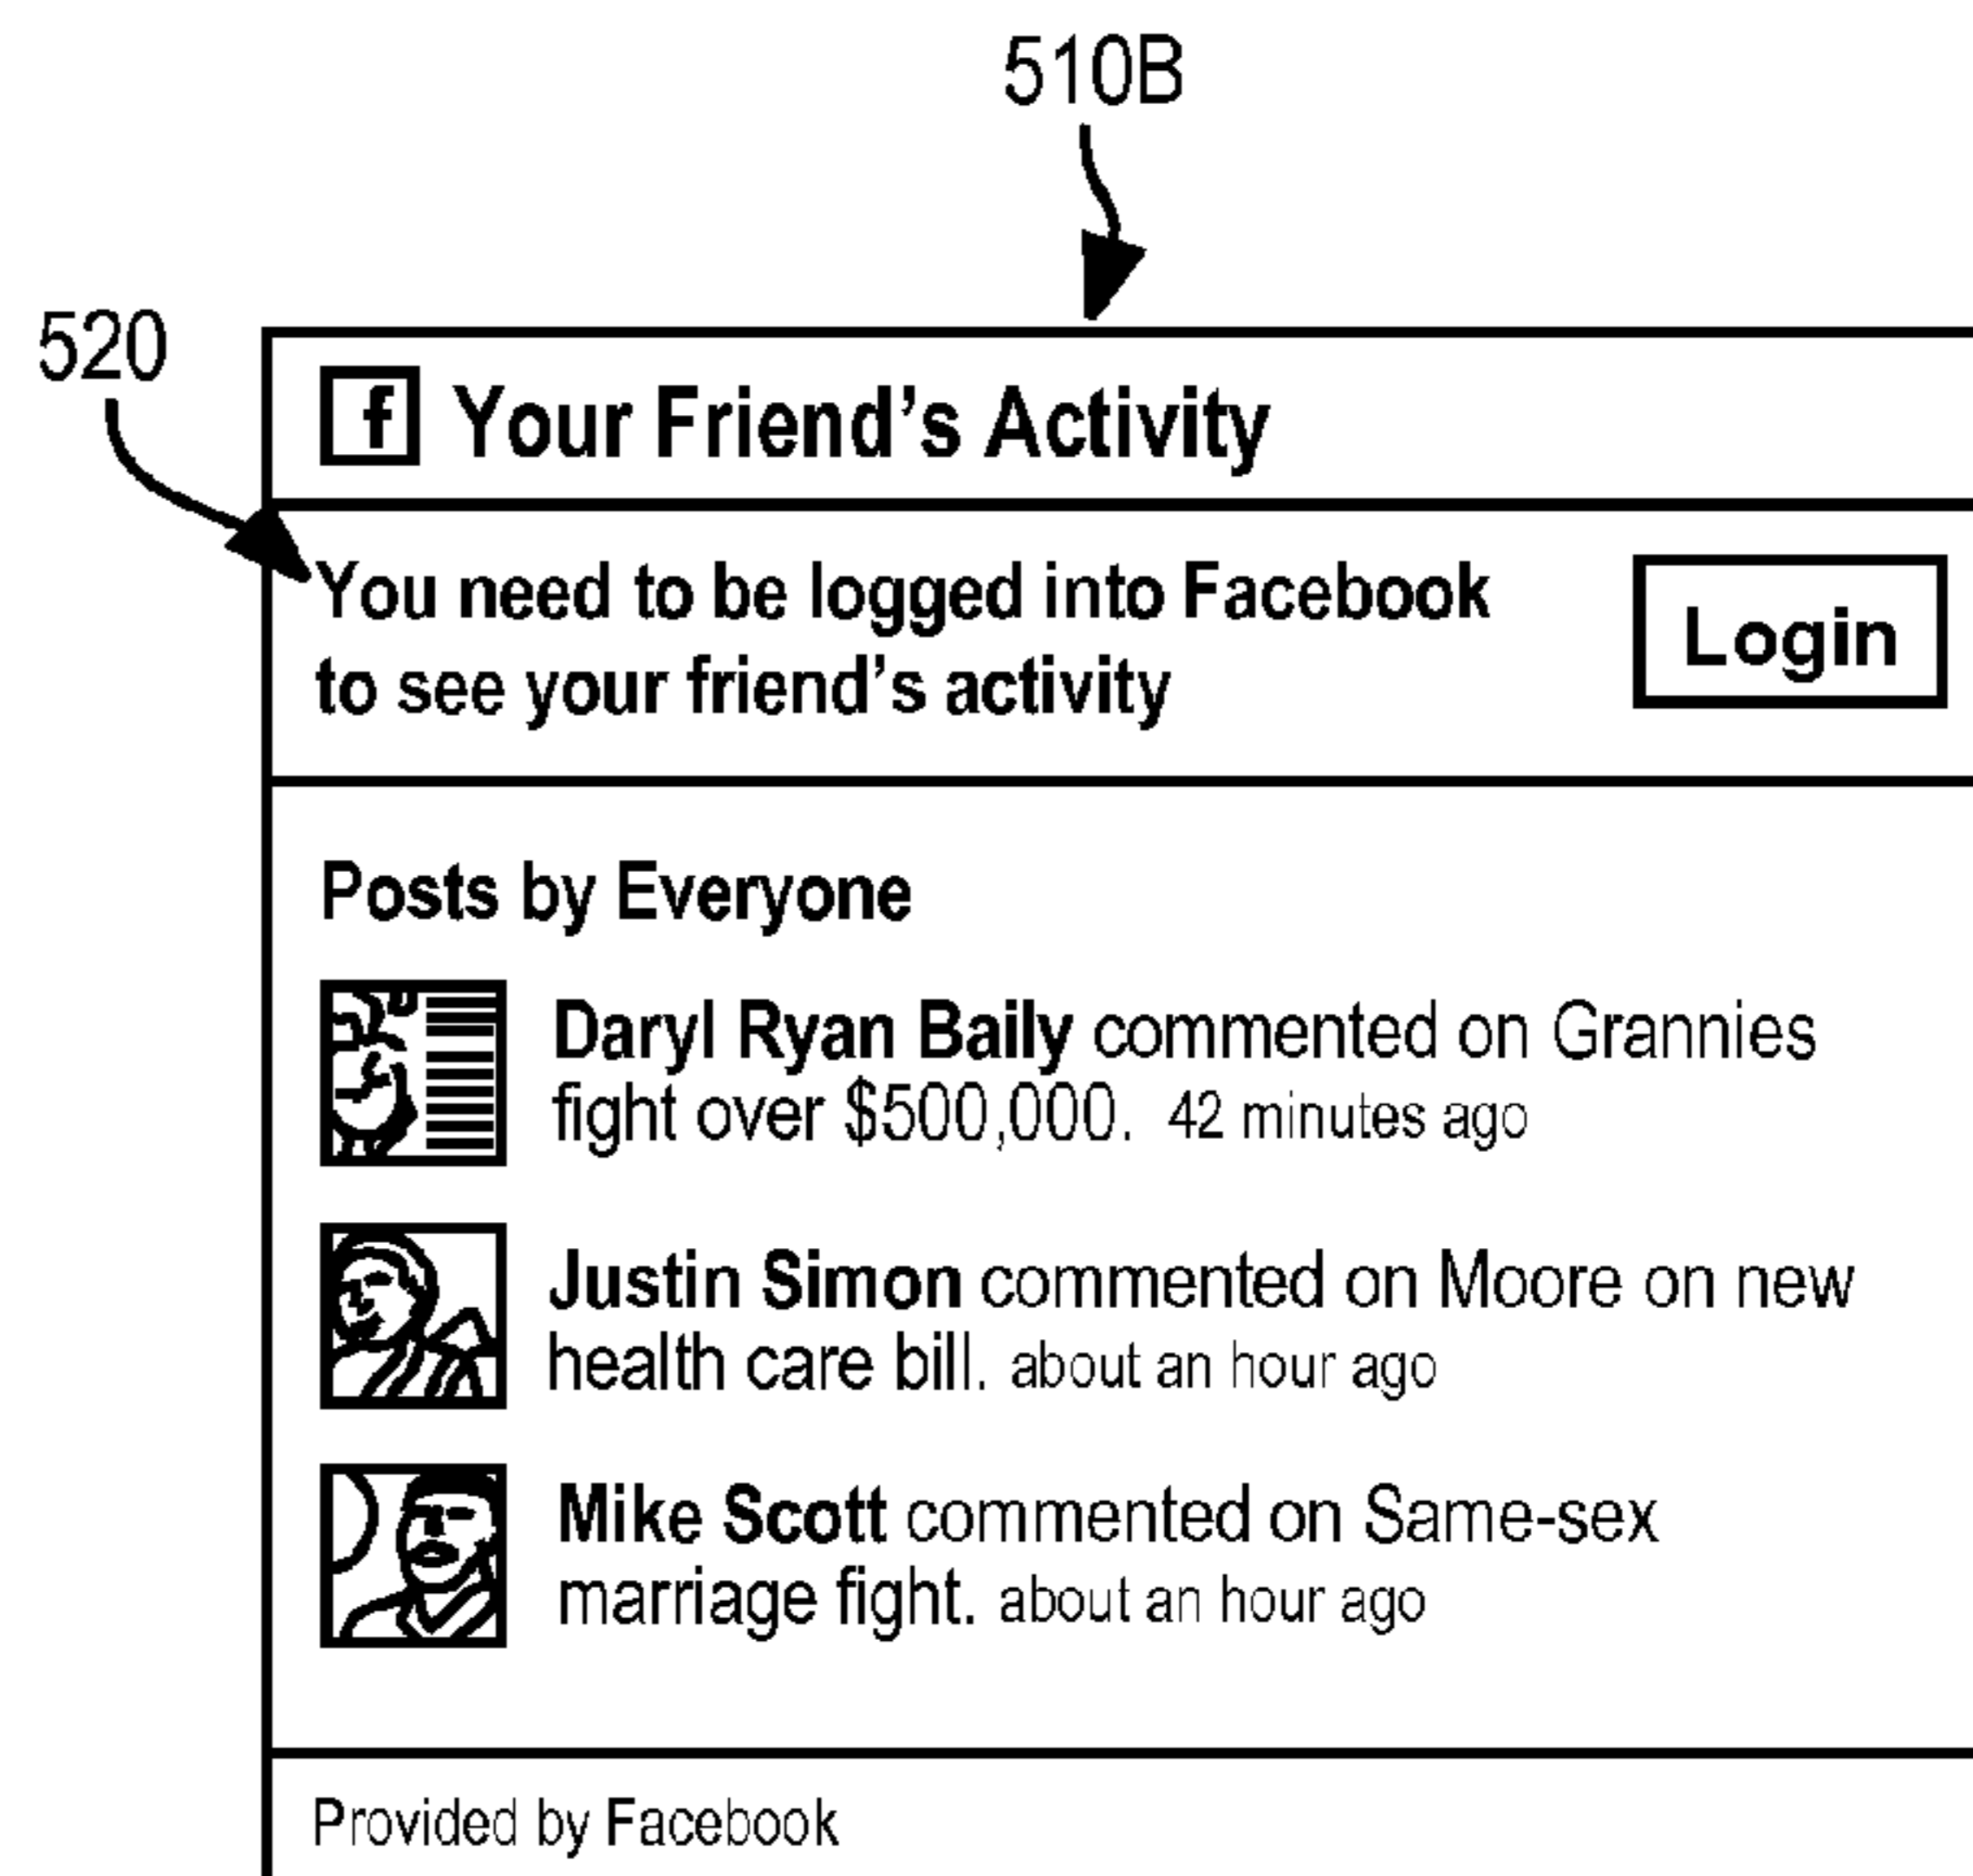 510B
520
f Your Friend's Activity
You need to be logged into Facebook
to see your friend's activity
Login
Posts by Everyone
Daryl Ryan Baily commented on Grannies
fight over $500,000. 42 minutes ago
Justin Simon commented on Moore on new
health care bill. about an hour ago
Mike Scott commented on Same-sex
marriage fight. about an hour ago
Provided by Facebook